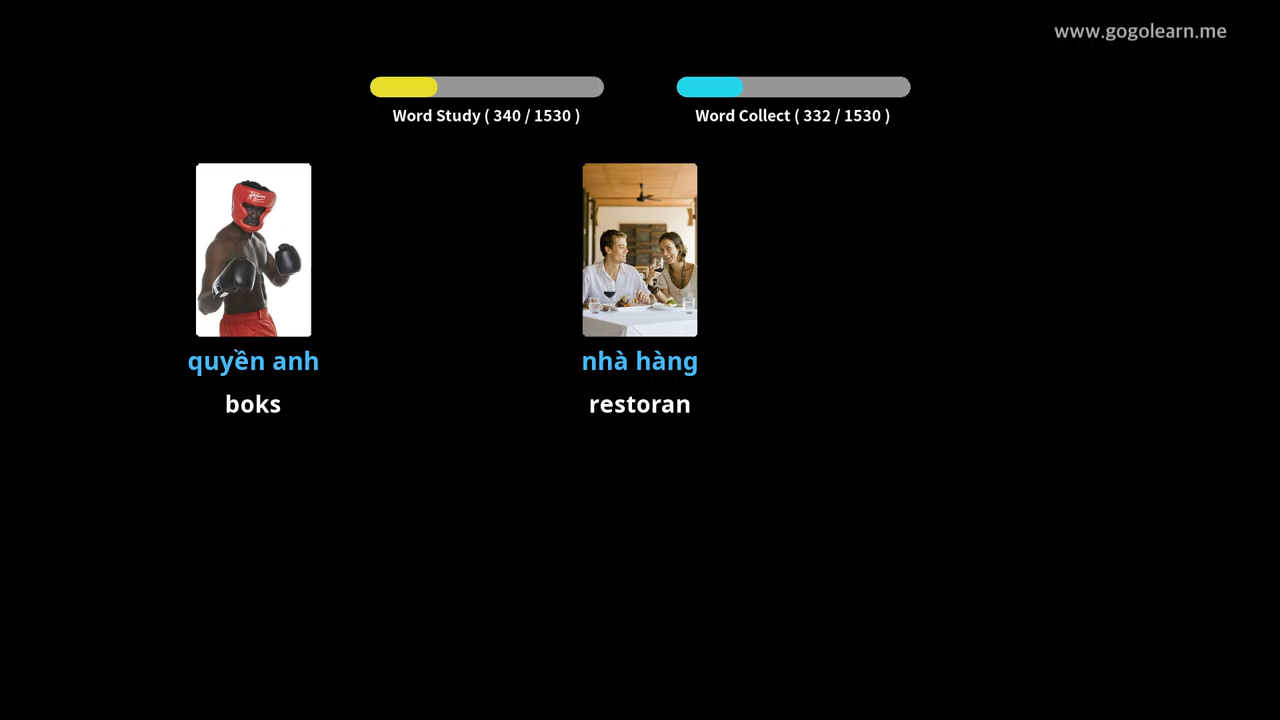 www.gogolearn.me
Word Study ( 340 / 1530 )
Word Collect ( 332 / 1530 )
quyền anh
nhà hàng
boks
restoran